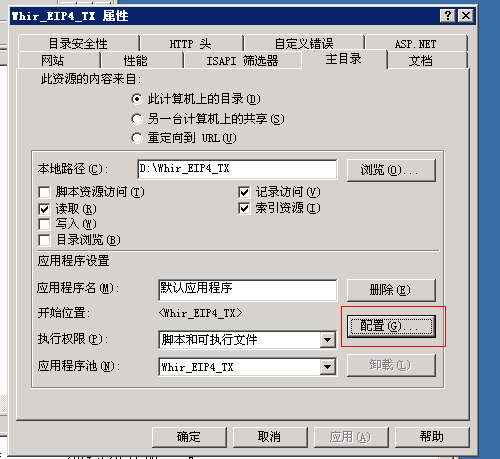 Whir_EIP4_TX 属性
目录安全性 HTTP 头 自定义错误 ASP.NET
网站 性能 ISAPI 筛选器 主目录 文档
此资源的内容来自:
此计算机上的目录(D)
另一台计算机上的共享(S)
重定向到 URL(U)
本地路径(C): D:\Whir_EIP4_TX 浏览(O)...
脚本资源访问(T) 记录访问(V)
读取(R) 索引资源(I)
写入(W)
目录浏览(B)
应用程序设置
应用程序名(M): 默认应用程序 删除(E)
开始位置: <Whir_EIP4_TX>
配置(G)...
执行权限(P): 脚本和可执行文件
应用程序池(N): Whir_EIP4_TX 卸载(L)
确定 取消 应用(A) 帮助